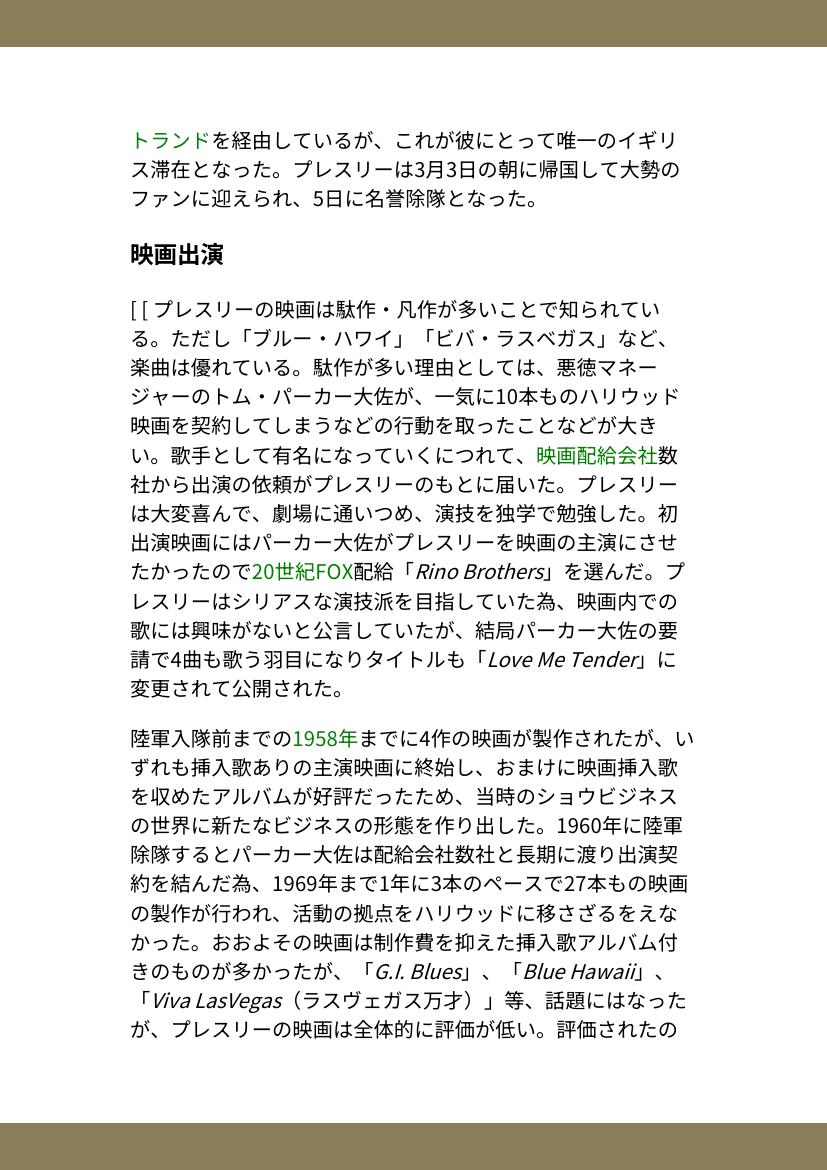 トランドを経由しているが、これが彼にとって唯一のイギリ
ス滞在となった。プレスリーは3月3日の朝に帰国して大勢の
ファンに迎えられ、5日に名誉除隊となった。
映画出演
[ [ プレスリーの映画は駄作・凡作が多いことで知られてい
る。ただし「ブルー・ハワイ」「ビバ・ラスベガス」など、
楽曲は優れている。駄作が多い理由としては、悪徳マネー
ジャーのトム・パーカー大佐が、一気に10本ものハリウッド
映画を契約してしまうなどの行動を取ったことなどが大き
い。歌手として有名になっていくにつれて、映画配給会社数
社から出演の依頼がプレスリーのもとに届いた。プレスリー
は大変喜んで、劇場に通いつめ、演技を独学で勉強した。初
出演映画にはパーカー大佐がプレスリーを映画の主演にさせ
たかったので20世紀FOX配給「Rino Brothers」を選んだ。プ
レスリーはシリアスな演技派を目指していた為、映画内での
歌には興味がないと公言していたが、結局パーカー大佐の要
請で4曲も歌う羽目になりタイトルも「Love Me Tender」に
変更されて公開された。
陸軍入隊前までの1958年までに4作の映画が製作されたが、い
ずれも挿入歌ありの主演映画に終始し、おまけに映画挿入歌
を収めたアルバムが好評だったため、当時のショウビジネス
の世界に新たなビジネスの形態を作り出した。1960年に陸軍
除隊するとパーカー大佐は配給会社数社と長期に渡り出演契
約を結んだ為、1969年まで1年に3本のペースで27本もの映画
の製作が行われ、活動の拠点をハリウッドに移さざるをえな
かった。おおよその映画は制作費を抑えた挿入歌アルバム付
きのものが多かったが、「G.I. Blues」、「Blue Hawaii」、
「Viva LasVegas（ラスヴェガス万才）」等、話題にはなった
が、プレスリーの映画は全体的に評価が低い。評価されたの